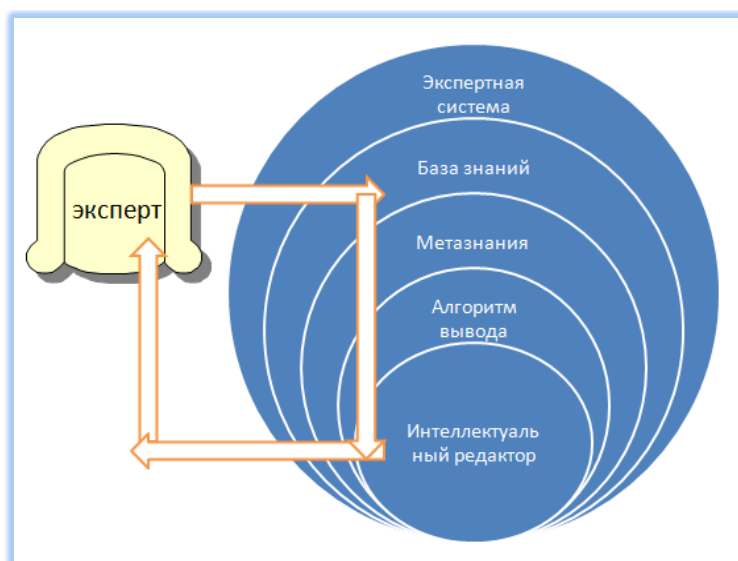 Экспертная
система
База знаний
Метазнания
эксперт
Алгоритм
вывода
Интеллектуаль
ный редактор